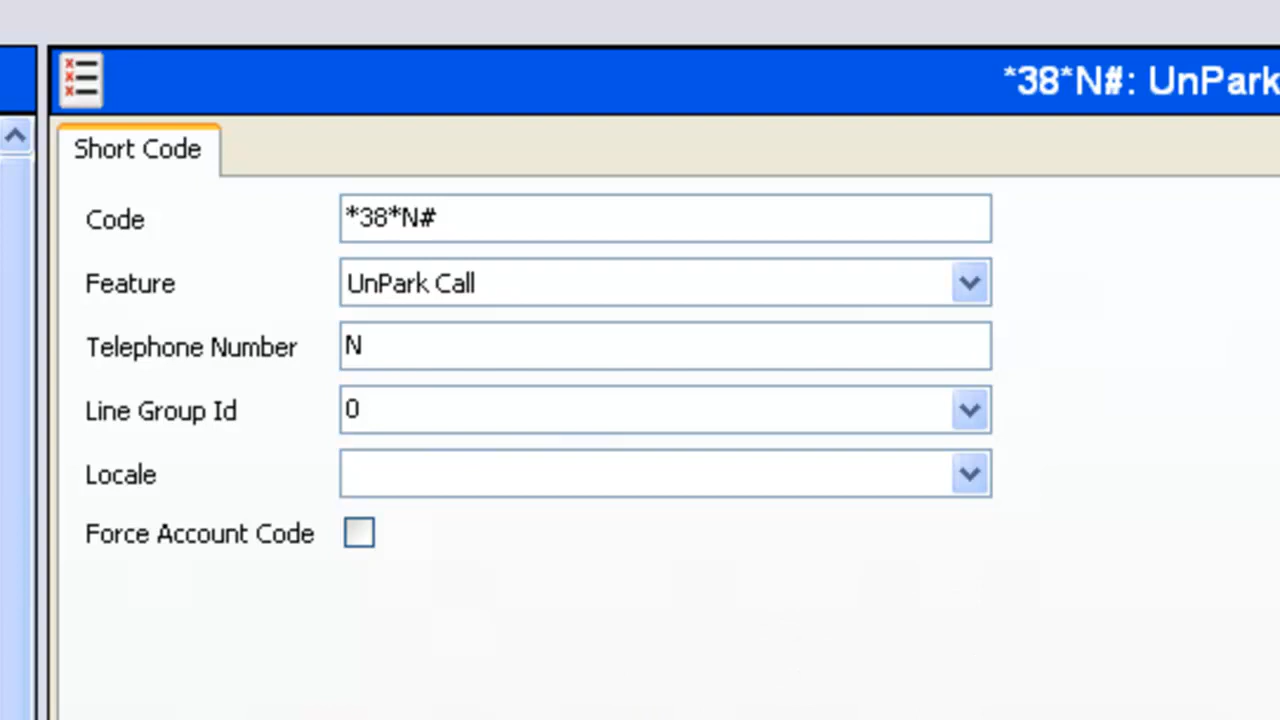 *38*N#: UnPark
Short Code
Code *38*N#
Feature UnPark Call
Telephone Number N
Line Group Id 0
Locale
Force Account Code